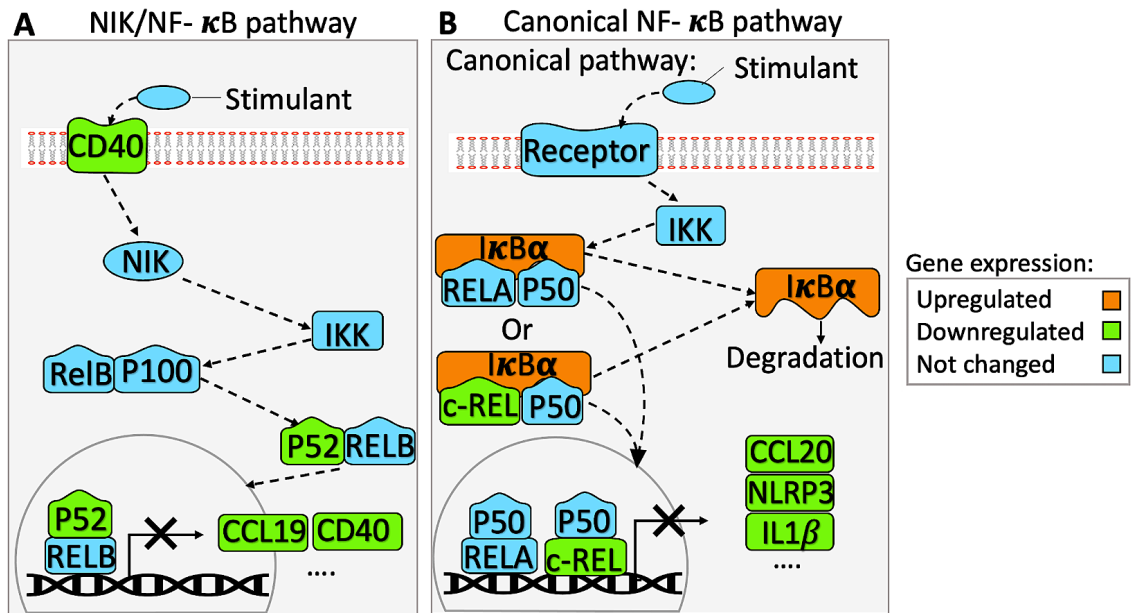 A NIK/NF- κB pathway
Stimulant
CD40
NIK
IKK
RelB P100
P52 RELB
P52
RELB
CCL19 CD40
....
B Canonical NF- κB pathway
Canonical pathway:
Stimulant
Receptor
IKK
IκBα
RELA P50
Or
IκBα
c-REL P50
IκBα
Degradation
CCL20
NLRP3
IL1β
....
P50 P50
RELA c-REL
Gene expression:
Upregulated
Downregulated
Not changed